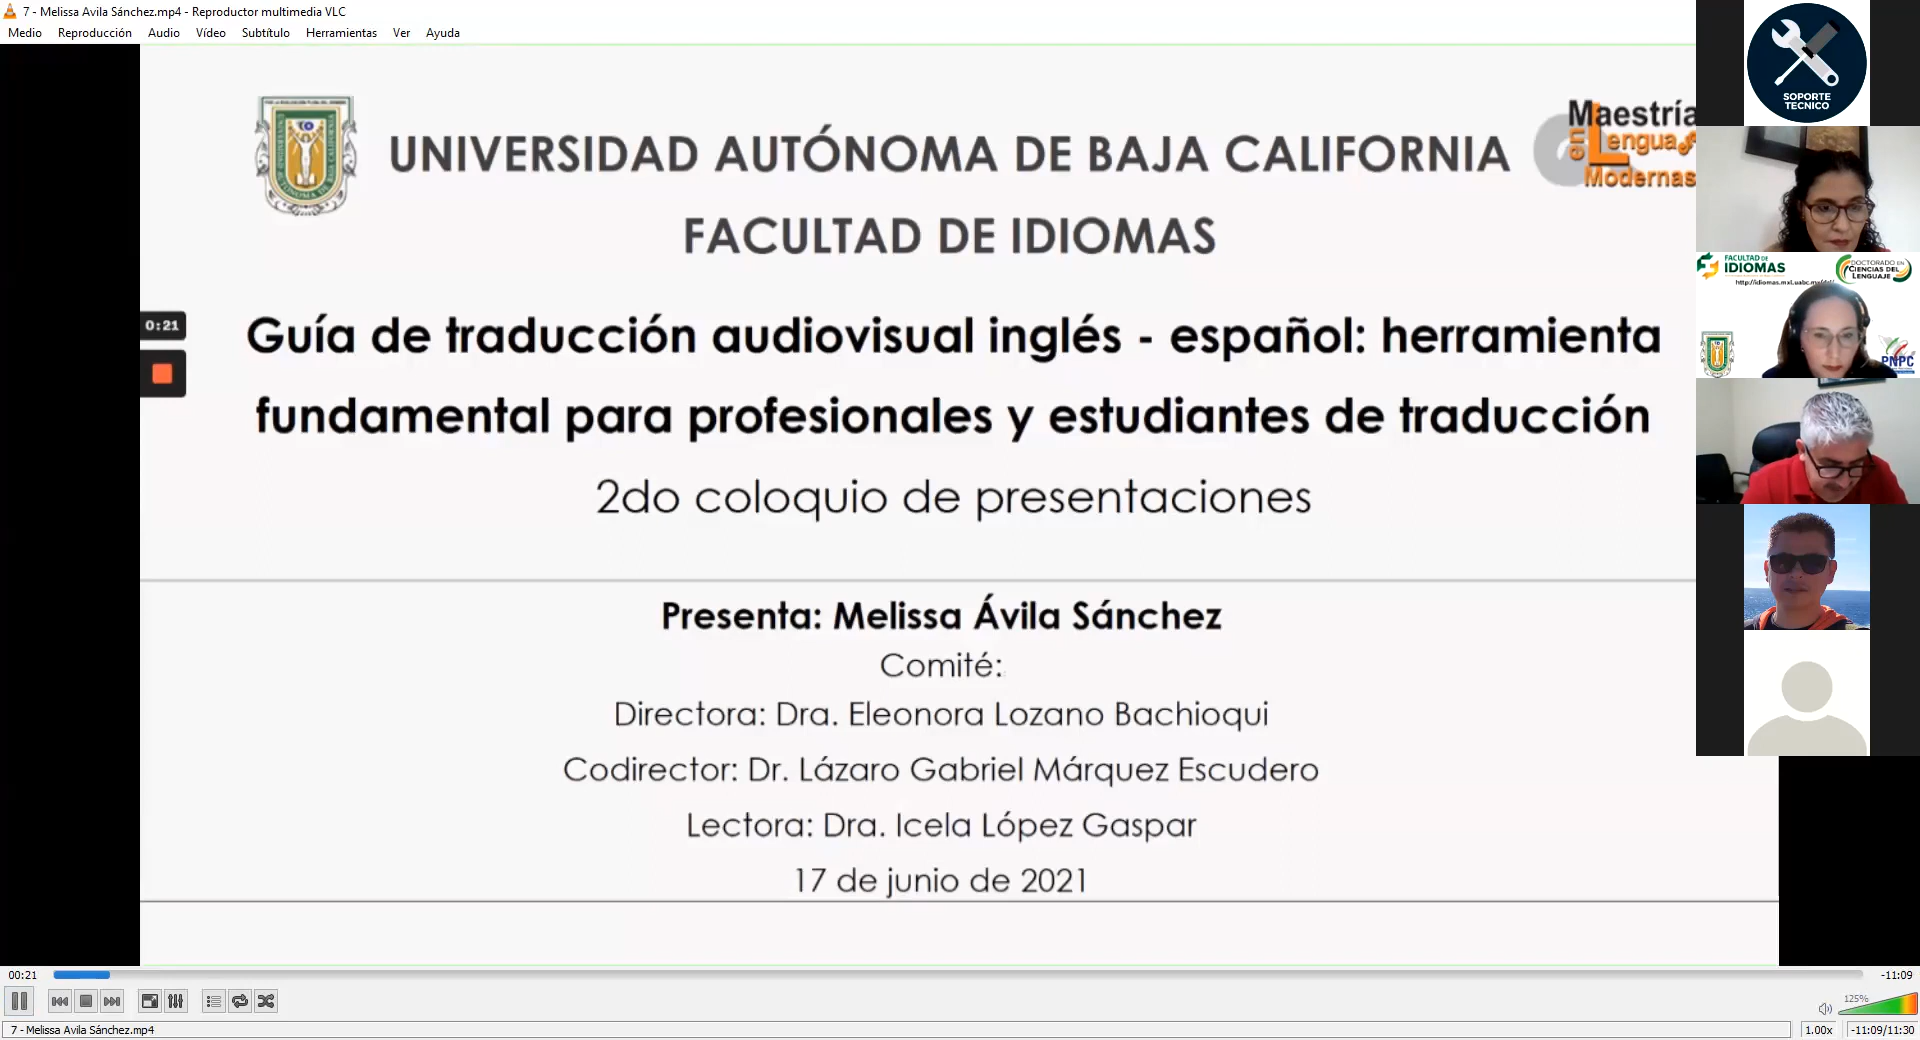 7 - Melissa Avila Sánchez.mp4 - Reproductor multimedia VLC
Medio Reproducción Audio Vídeo Subtítulo Herramientas Ver Ayuda
SOPORTE
TECNICO
UNIVERSIDAD AUTÓNOMA DE BAJA CALIFORNIA
Maestría
en Lenguas
Modernas
FACULTAD DE IDIOMAS
FACULTAD DE
IDIOMAS
DOCTORADO EN
CIENCIAS DEL
LENGUAJE
PNPC
0:21
Guía de traducción audiovisual inglés - español: herramienta
fundamental para profesionales y estudiantes de traducción
2do coloquio de presentaciones
Presenta: Melissa Ávila Sánchez
Comité:
Directora: Dra. Eleonora Lozano Bachioqui
Codirector: Dr. Lázaro Gabriel Márquez Escudero
Lectora: Dra. Icela López Gaspar
17 de junio de 2021
00:21
-11:09
125%
7 - Melissa Avila Sánchez.mp4
1.00x
-11:09/11:30